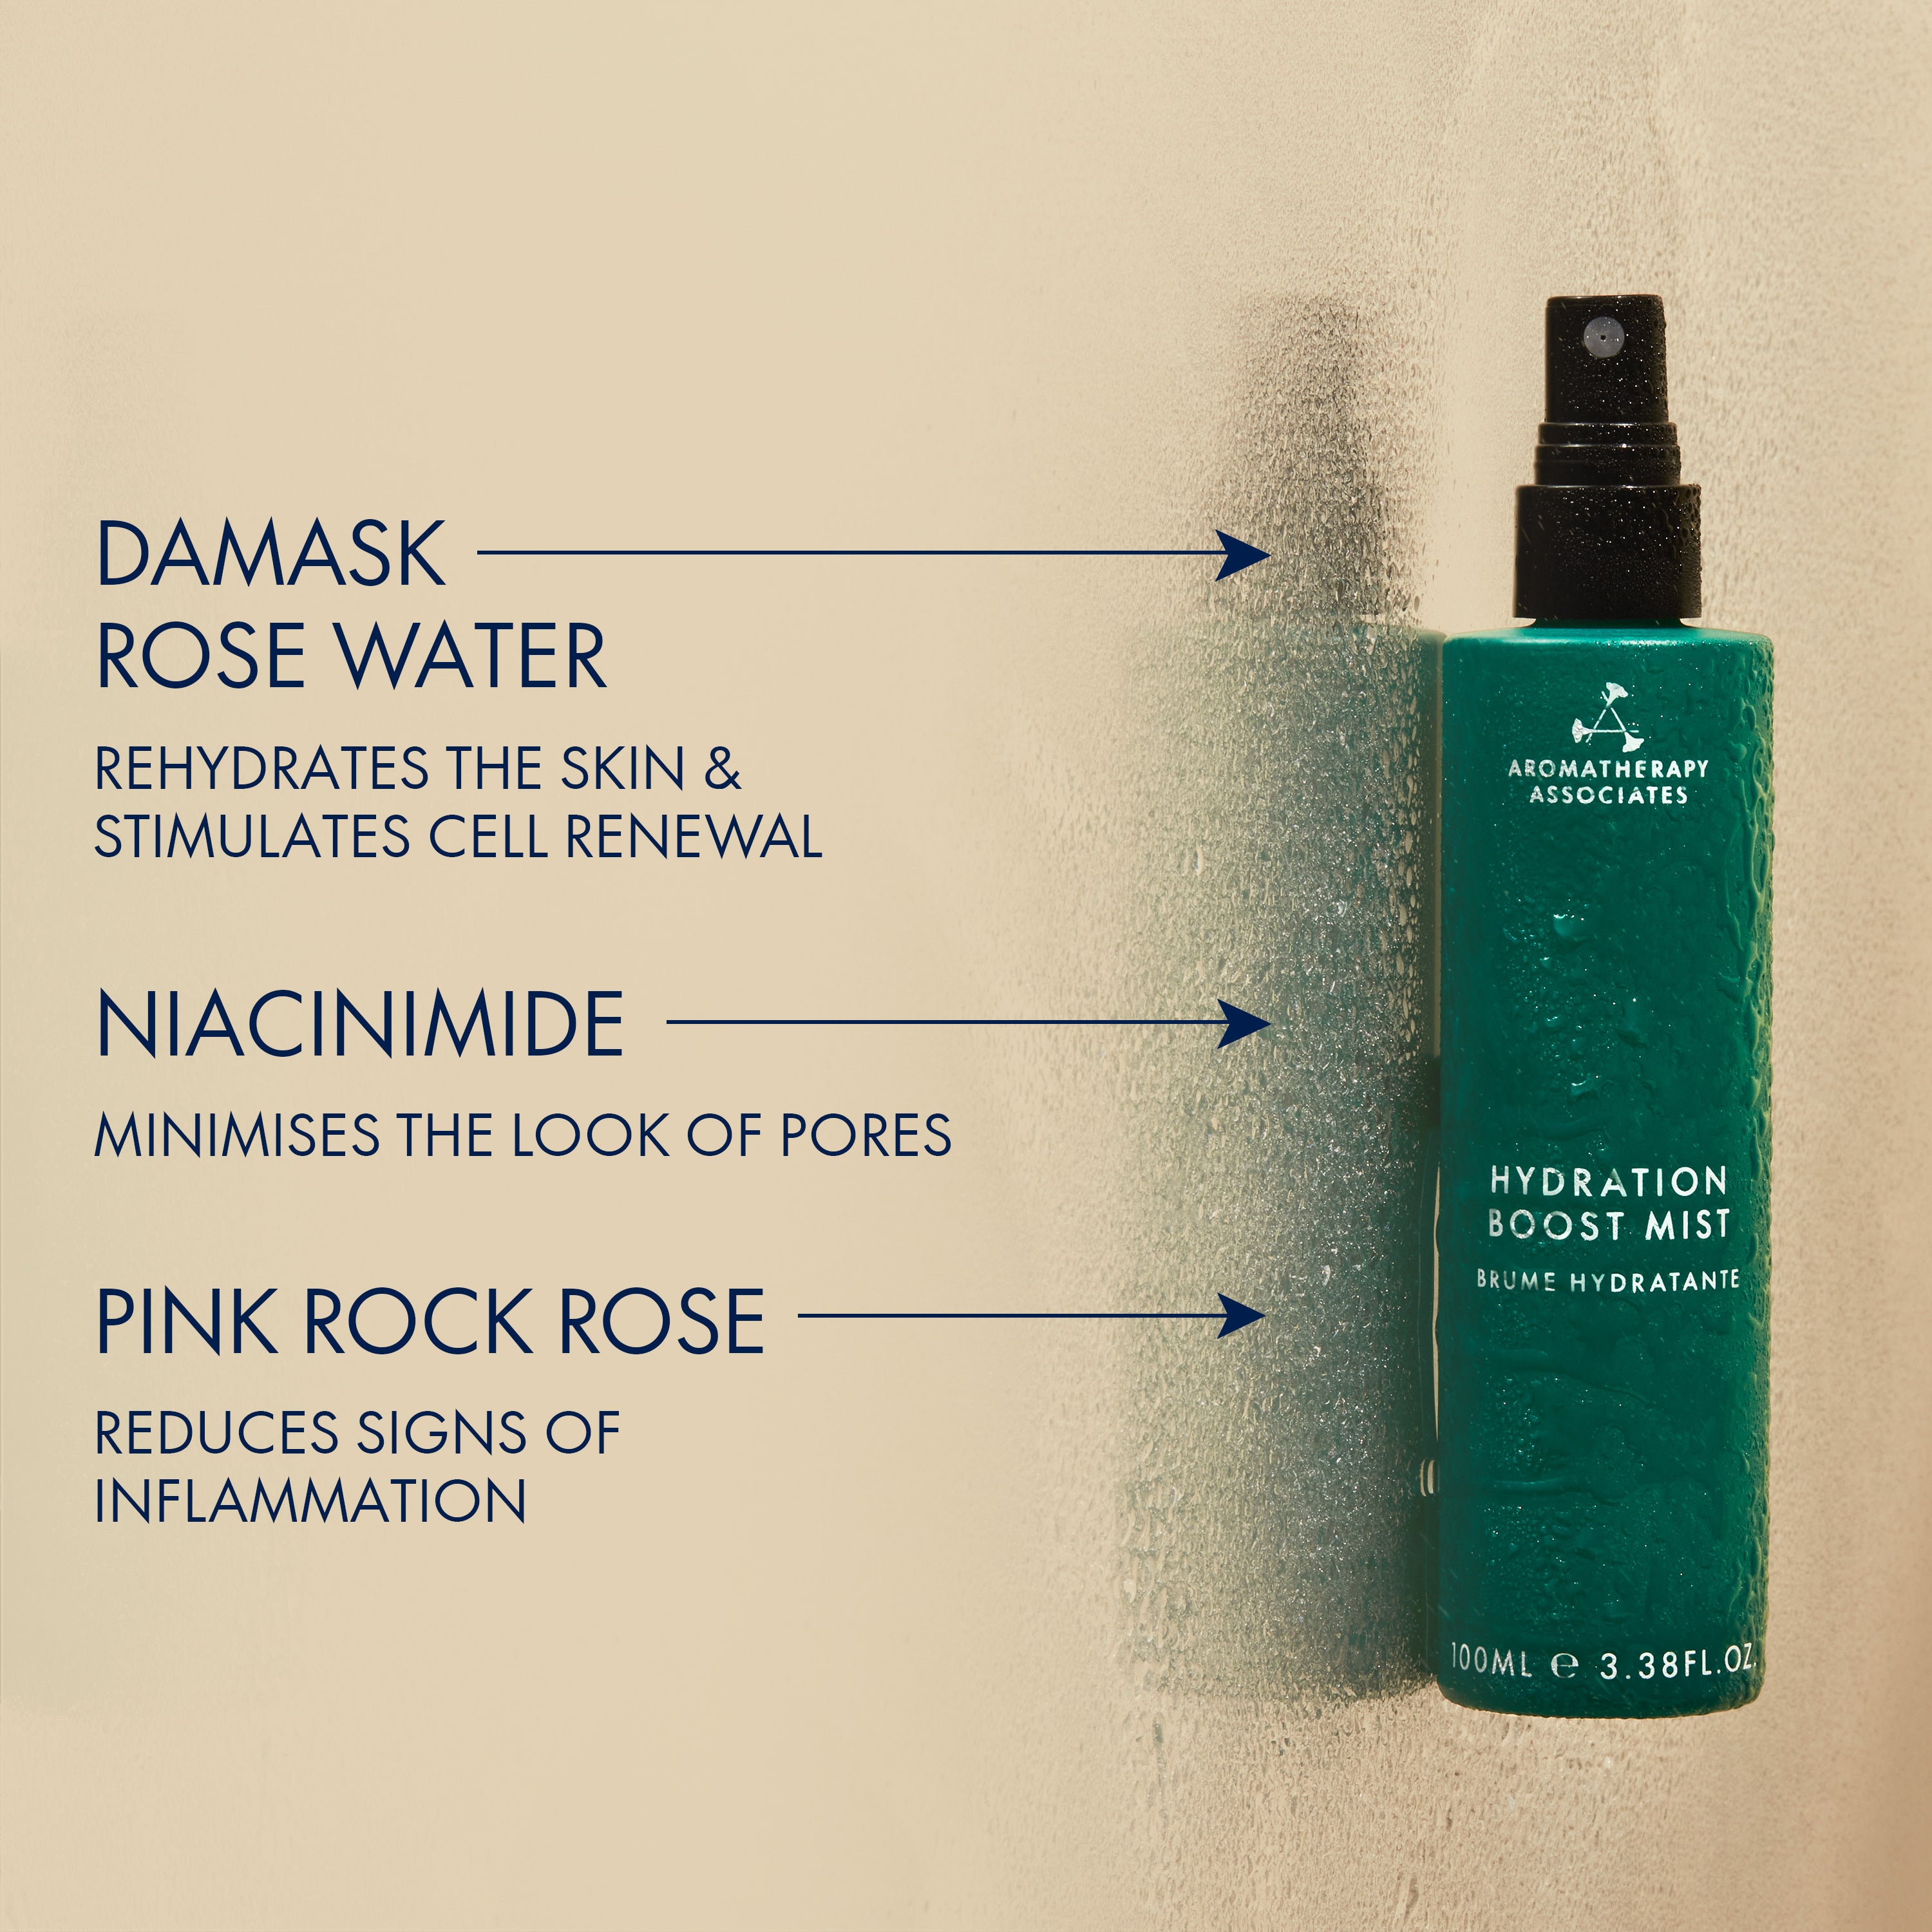 DAMASK
ROSE WATER
REHYDRATES THE SKIN &
STIMULATES CELL RENEWAL
NIACINIMIDE
MINIMISES THE LOOK OF PORES
PINK ROCK ROSE
REDUCES SIGNS OF
INFLAMMATION
AROMATHERAPY
ASSOCIATES
HYDRATION
BOOST MIST
BRUME HYDRATANTE
100ML e 3.38FL.OZ.